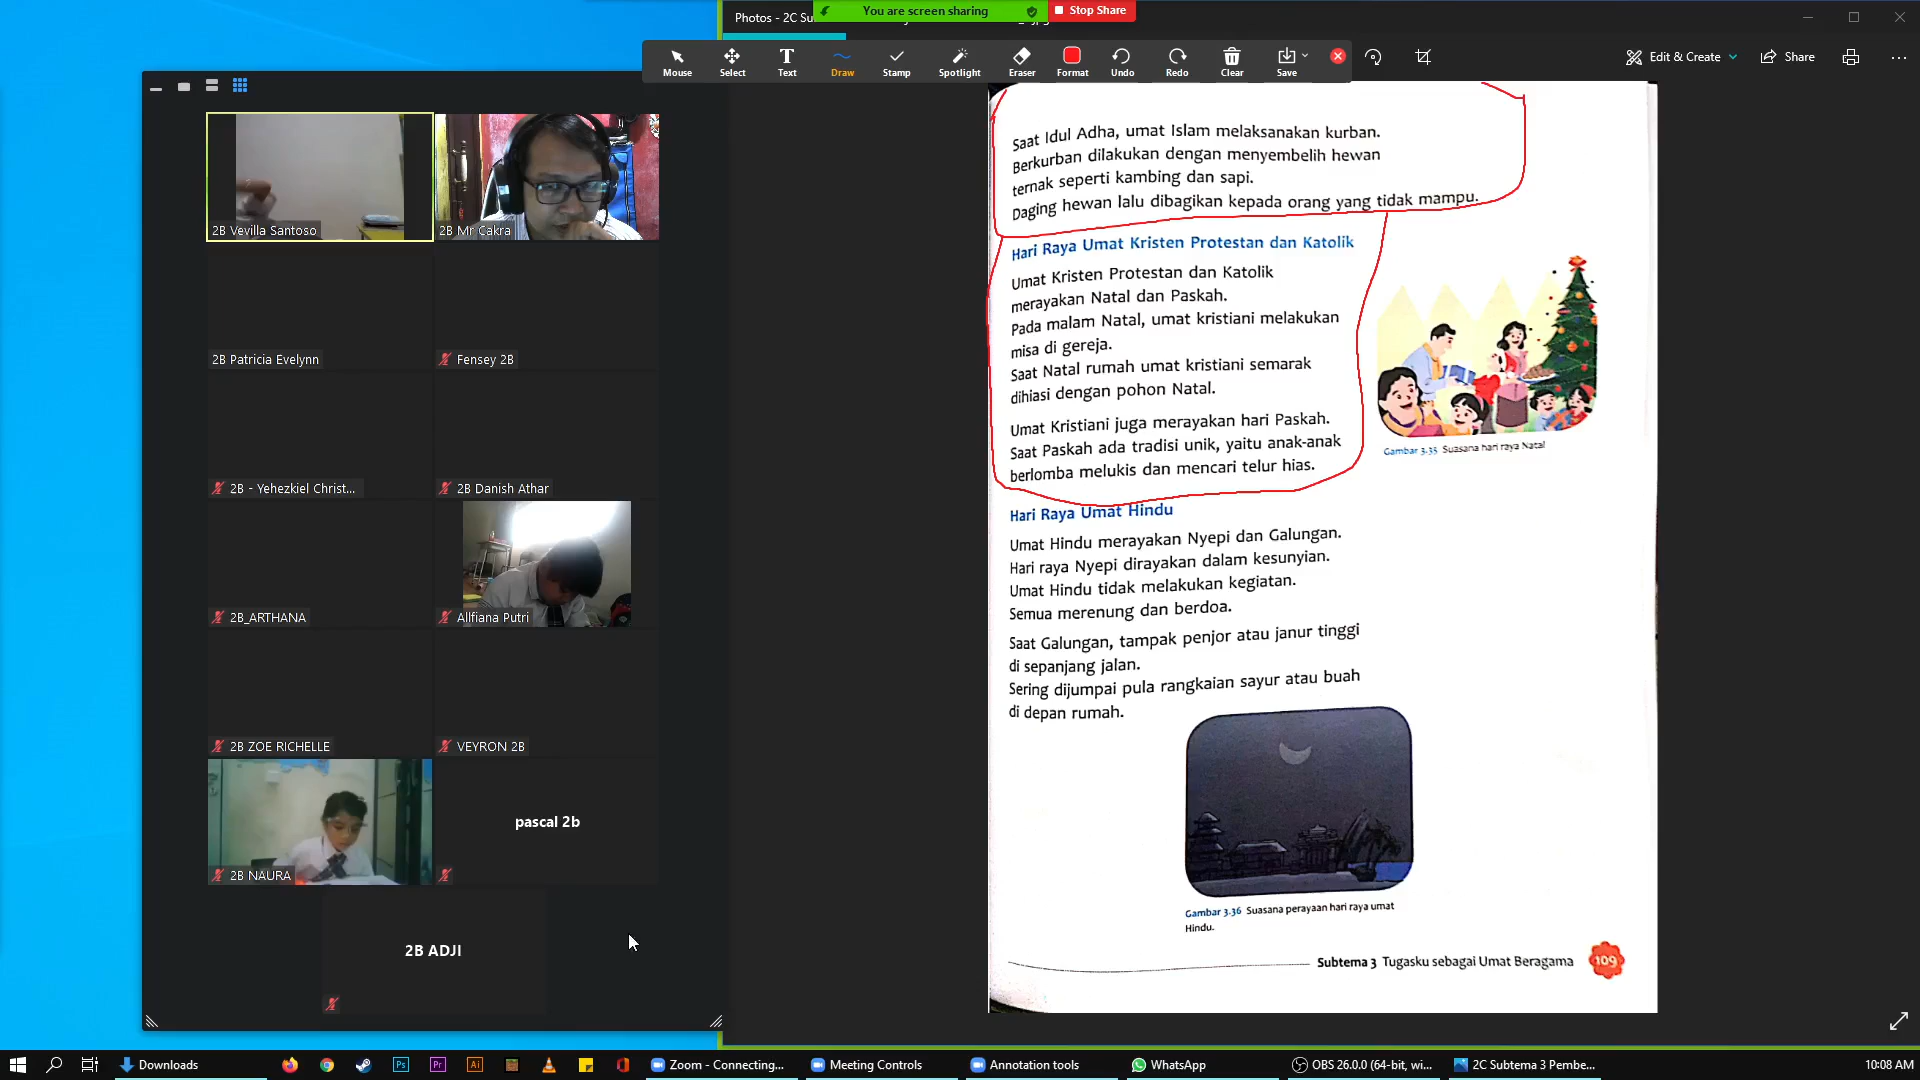 Photos - 2C Su
You are screen sharing
Stop Share
Mouse
Select
Text
Draw
Stamp
Spotlight
Eraser
Format
Undo
Redo
Clear
Save
Edit & Create
Share
2B Vevilla Santoso
2B Mr Cakra
2B Patricia Evelynn
Fensey 2B
2B - Yehezkiel Christ...
2B Danish Athar
2B_ARTHANA
Allfiana Putri
2B ZOE RICHELLE
VEYRON 2B
2B NAURA
pascal 2b
2B ADJI
Saat Idul Adha, umat Islam melaksanakan kurban.
Berkurban dilakukan dengan menyembelih hewan
ternak seperti kambing dan sapi.
Daging hewan lalu dibagikan kepada orang yang tidak mampu.
Hari Raya Umat Kristen Protestan dan Katolik
Umat Kristen Protestan dan Katolik
merayakan Natal dan Paskah.
Pada malam Natal, umat kristiani melakukan
misa di gereja.
Saat Natal rumah umat kristiani semarak
dihiasi dengan pohon Natal.
Umat Kristiani juga merayakan hari Paskah.
Saat Paskah ada tradisi unik, yaitu anak-anak
berlomba melukis dan mencari telur hias.
Gambar 3.35 Suasana hari raya Natal
Hari Raya Umat Hindu
Umat Hindu merayakan Nyepi dan Galungan.
Hari raya Nyepi dirayakan dalam kesunyian.
Umat Hindu tidak melakukan kegiatan.
Semua merenung dan berdoa.
Saat Galungan, tampak penjor atau janur tinggi
di sepanjang jalan.
Sering dijumpai pula rangkaian sayur atau buah
di depan rumah.
Gambar 3.36 Suasana perayaan hari raya umat
Hindu.
Subtema 3 Tugasku sebagai Umat Beragama
109
Downloads
Ps
Pr
Ai
Zoom - Connecting...
Meeting Controls
Annotation tools
WhatsApp
OBS 26.0.0 (64-bit, wi...
2C Subtema 3 Pembe...
10:08 AM